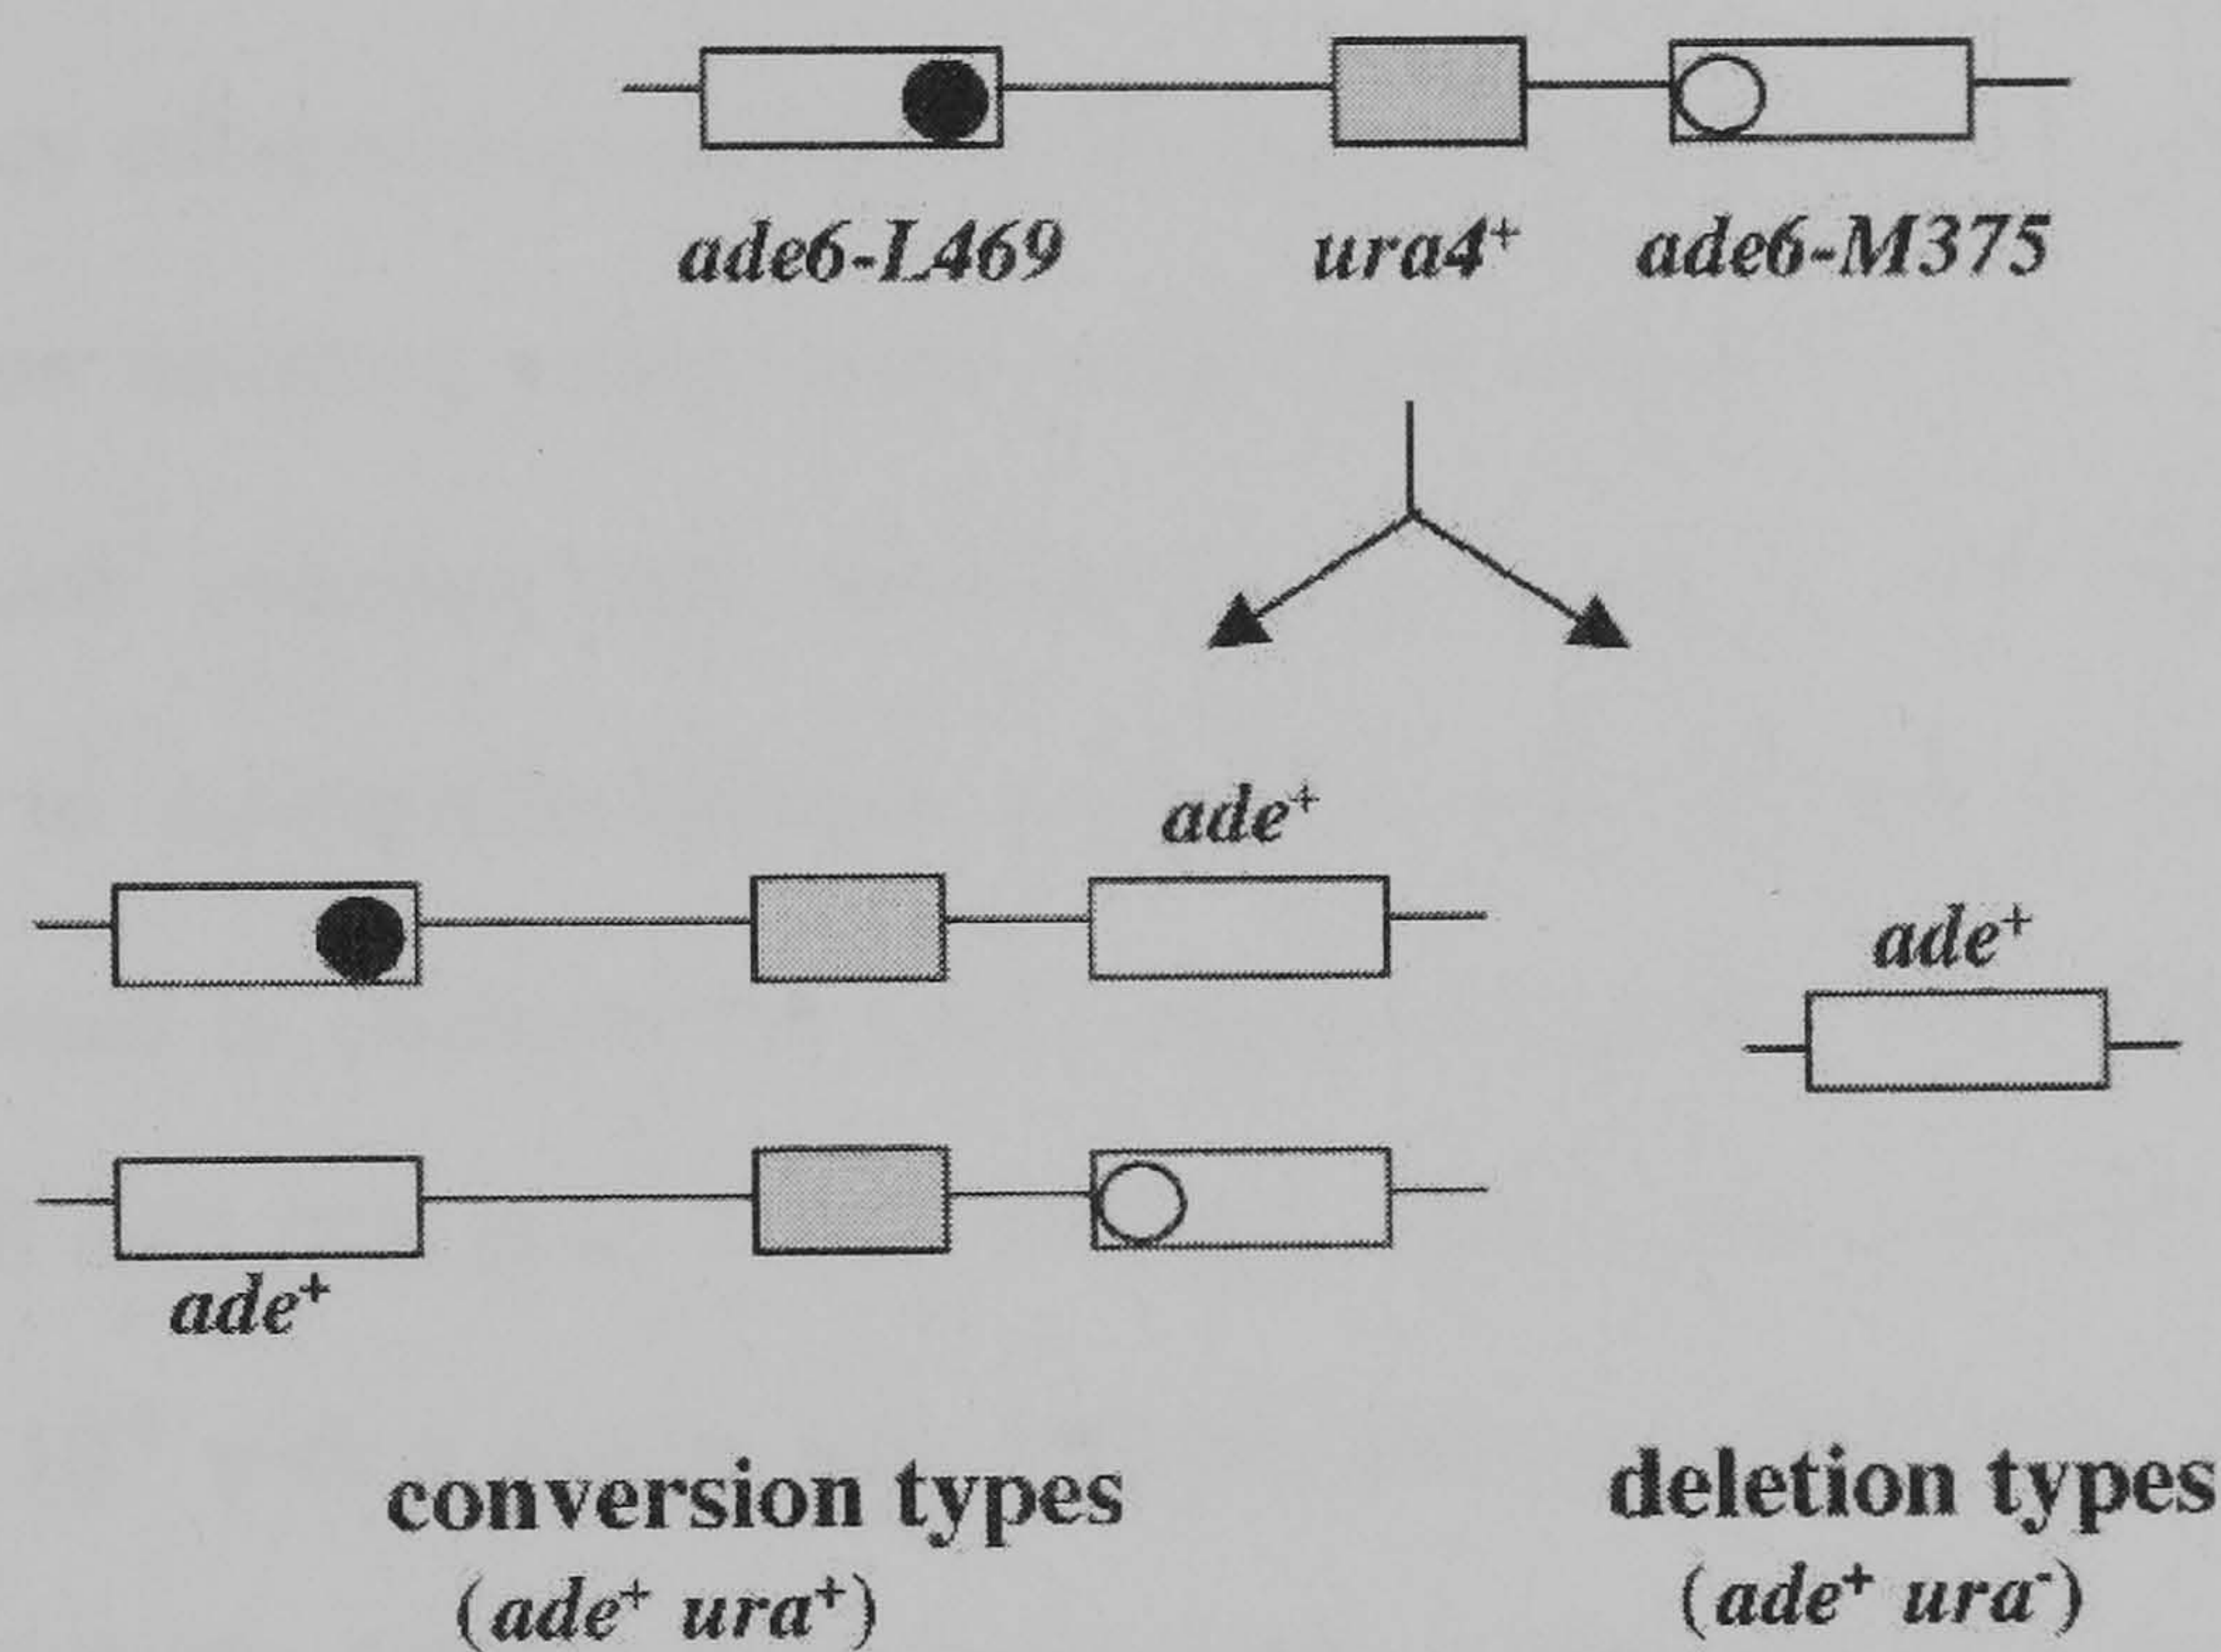 ade6-L469 ura4⁺ ade6-M375
ade⁺
ade⁺
ade⁺
conversion types deletion types
(ade⁺ ura⁺) (ade⁺ ura⁻)